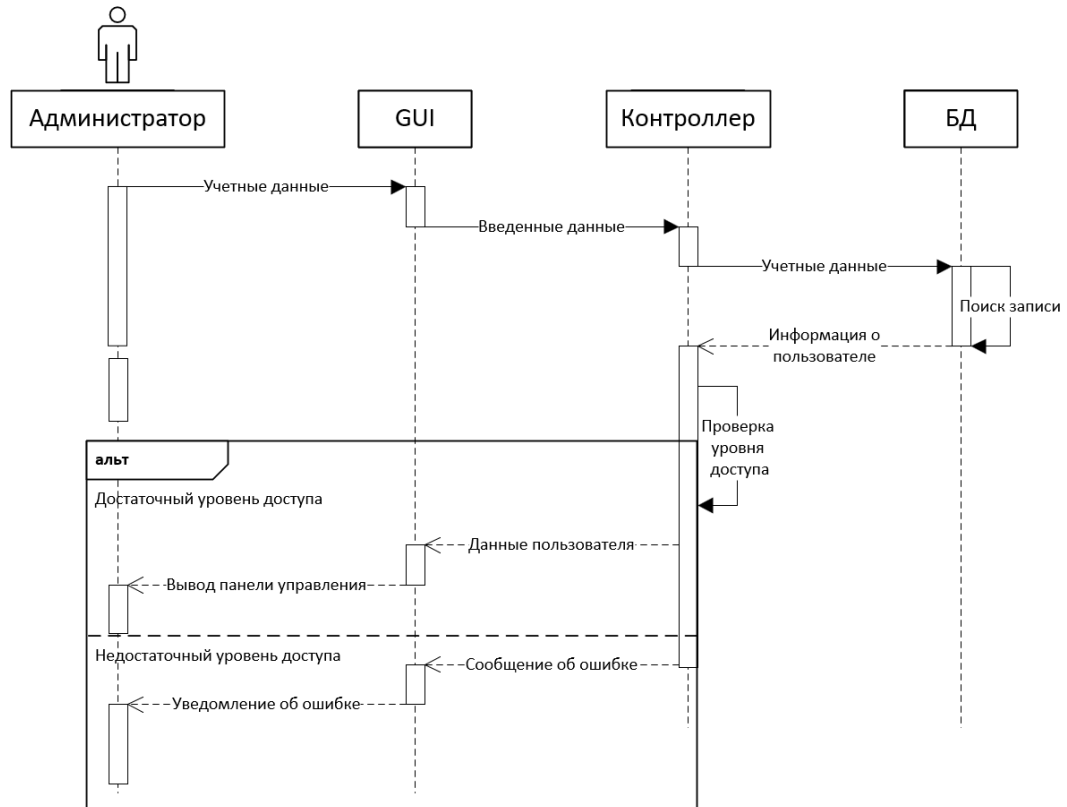 Администратор
GUI
Контроллер
БД
Учетные данные
Введенные данные
Учетные данные
Поиск записи
Информация о
пользователе
Проверка
уровня
доступа
альт
Достаточный уровень доступа
Данные пользователя
Вывод панели управления
Недостаточный уровень доступа
Сообщение об ошибке
Уведомление об ошибке